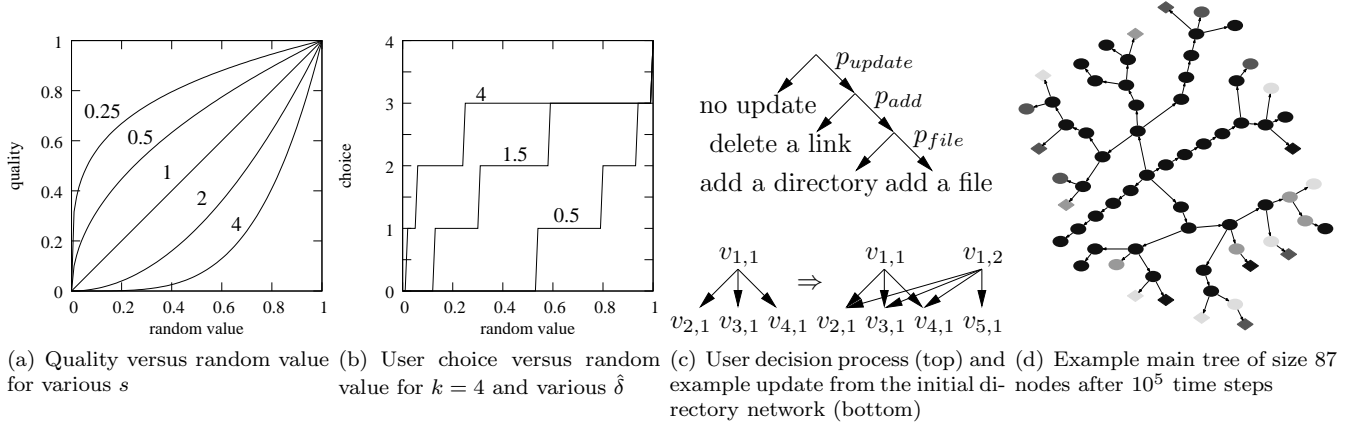 1
0.8
0.6
0.4
0.2
0
quality
0.25
0.5
1
2
4
0 0.2 0.4 0.6 0.8 1
random value
4
3
2
1
0
choice
4
1.5
0.5
0 0.2 0.4 0.6 0.8 1
random value
p_update
no update
p_add
delete a link
p_file
add a directory add a file
v_{1,1} ⇒ v_{1,1} v_{1,2}
v_{2,1} v_{3,1} v_{4,1} v_{2,1} v_{3,1} v_{4,1} v_{5,1}
(a) Quality versus random value
for various s
(b) User choice versus random
value for k = 4 and various δ̂
(c) User decision process (top) and
example update from the initial di-
rectory network (bottom)
(d) Example main tree of size 87
nodes after 10⁵ time steps